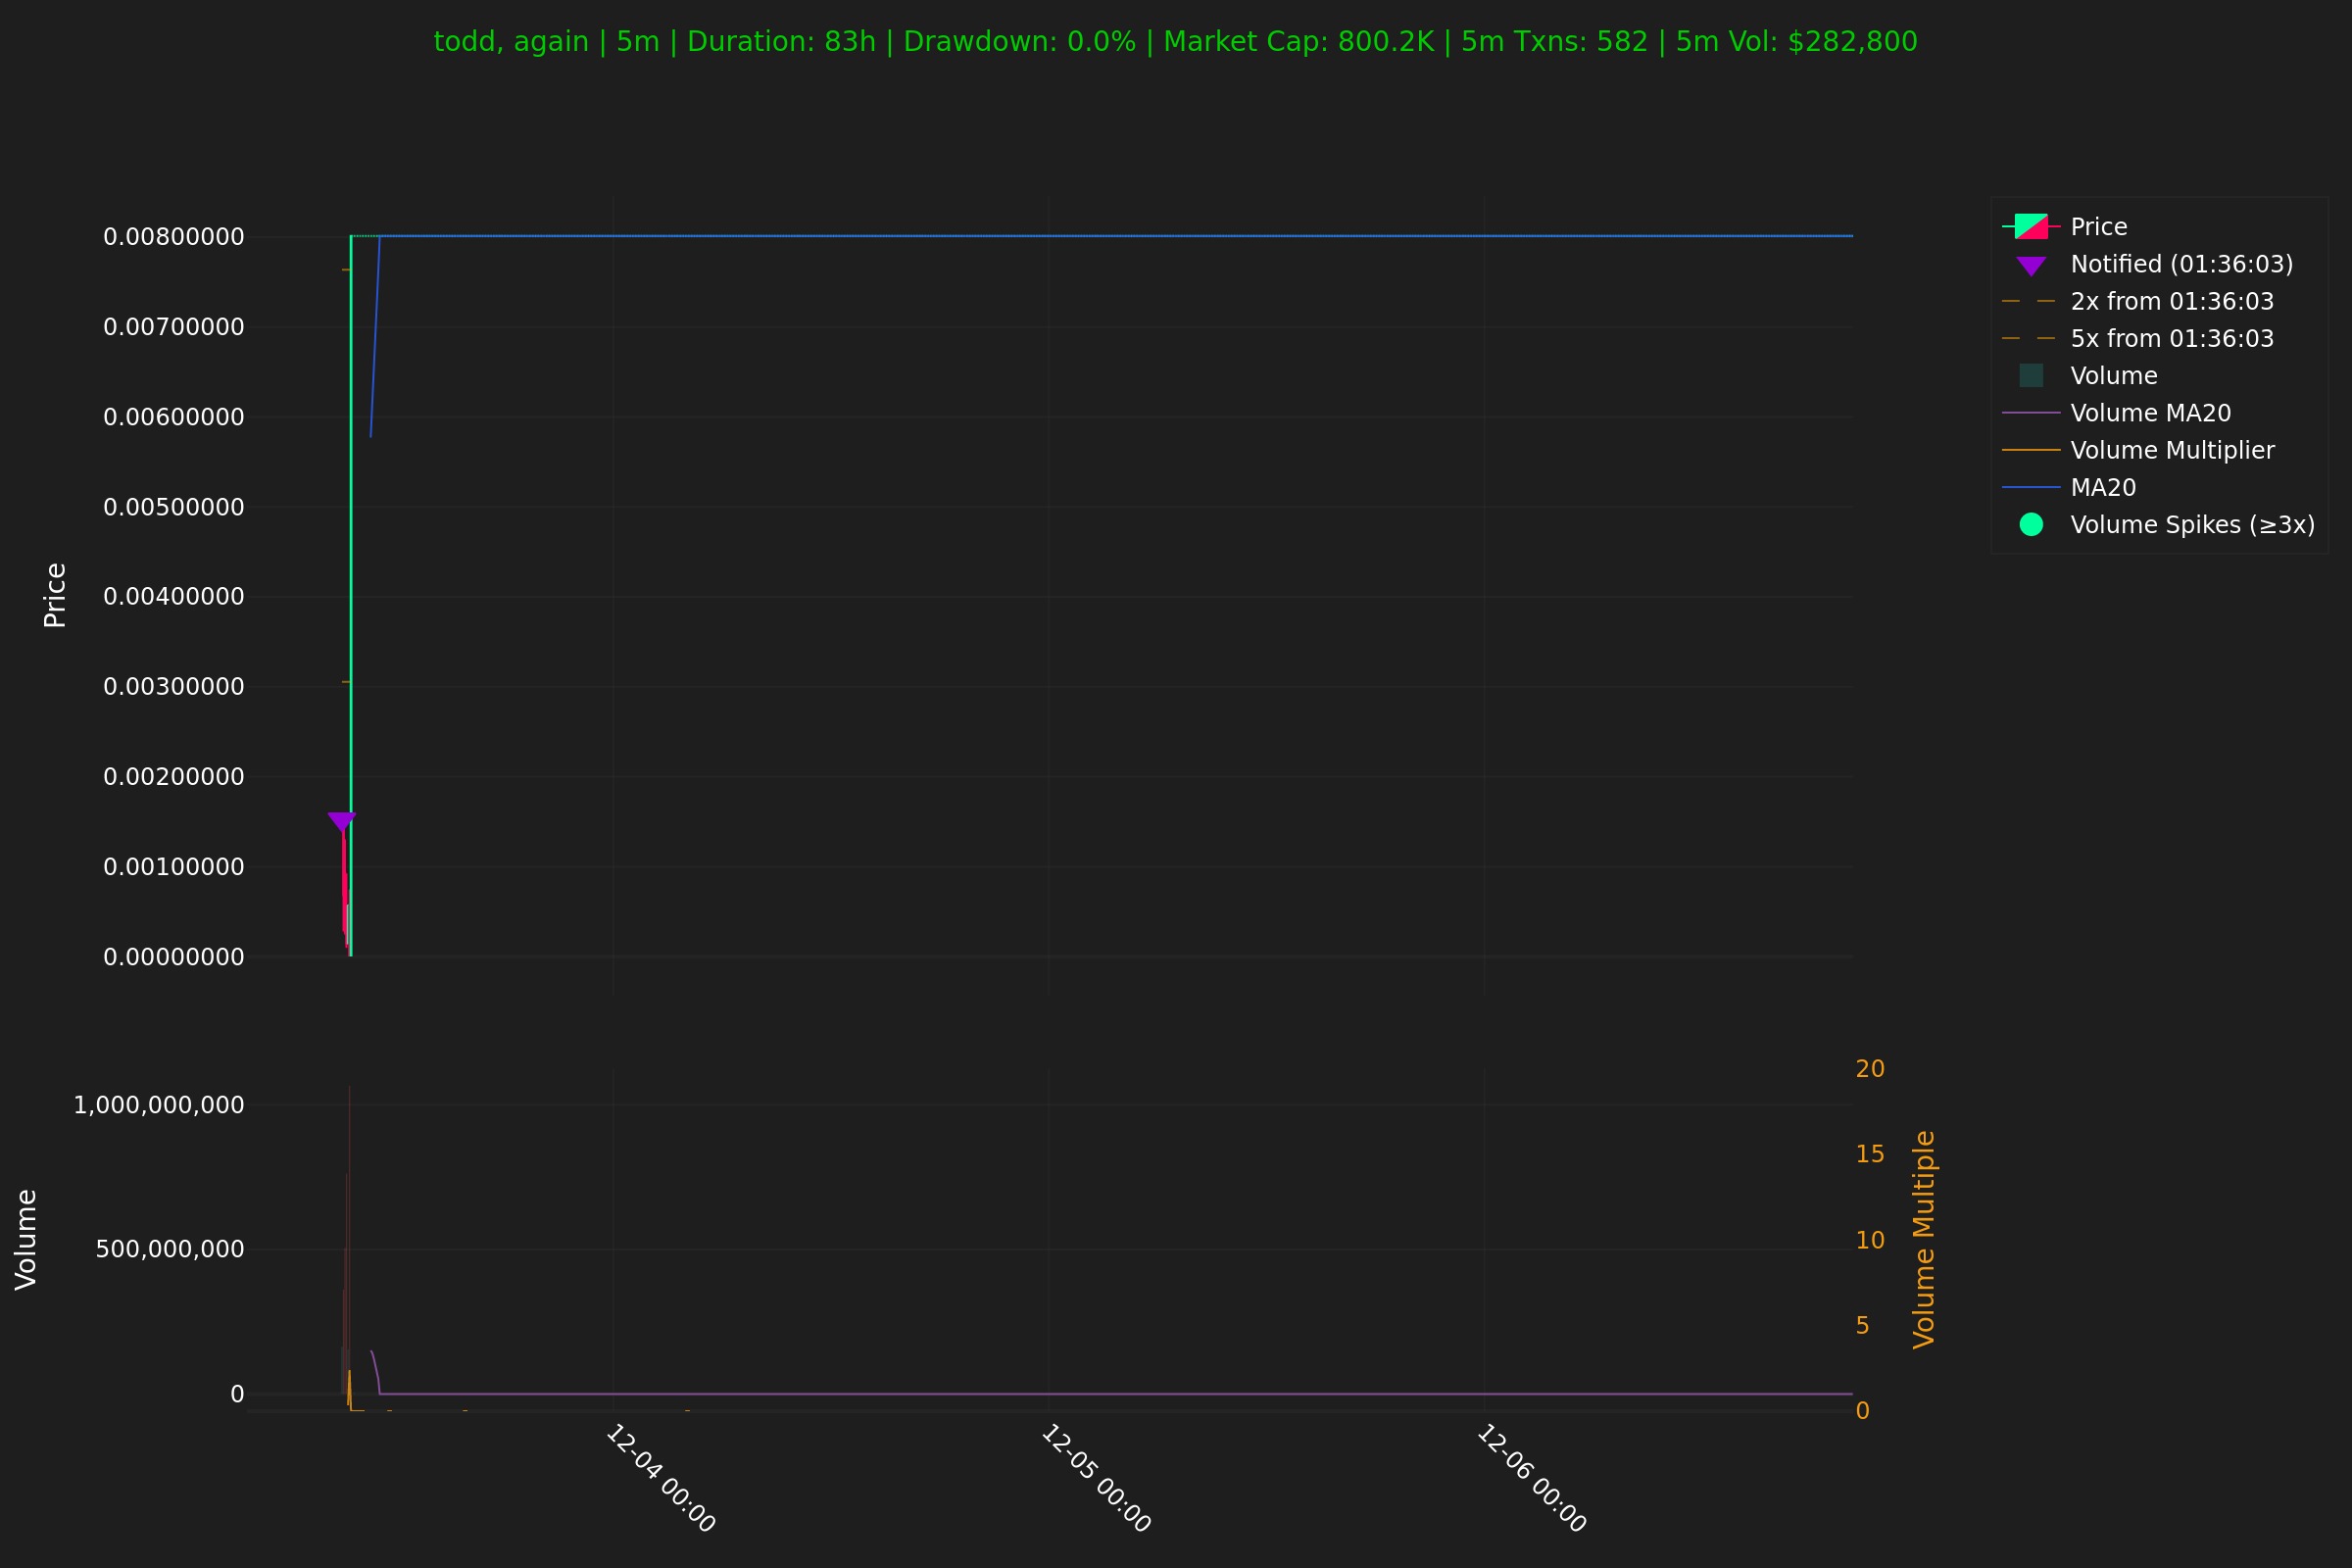 todd, again | 5m | Duration: 83h | Drawdown: 0.0% | Market Cap: 800.2K | 5m Txns: 582 | 5m Vol: $282,800
Price
0.00800000
0.00700000
0.00600000
0.00500000
0.00400000
0.00300000
0.00200000
0.00100000
0.00000000
Price
Notified (01:36:03)
2x from 01:36:03
5x from 01:36:03
Volume
Volume MA20
Volume Multiplier
MA20
Volume Spikes (≥3x)
Volume
1,000,000,000
500,000,000
0
20
15
10
5
0
Volume Multiple
12-04 00:00
12-05 00:00
12-06 00:00